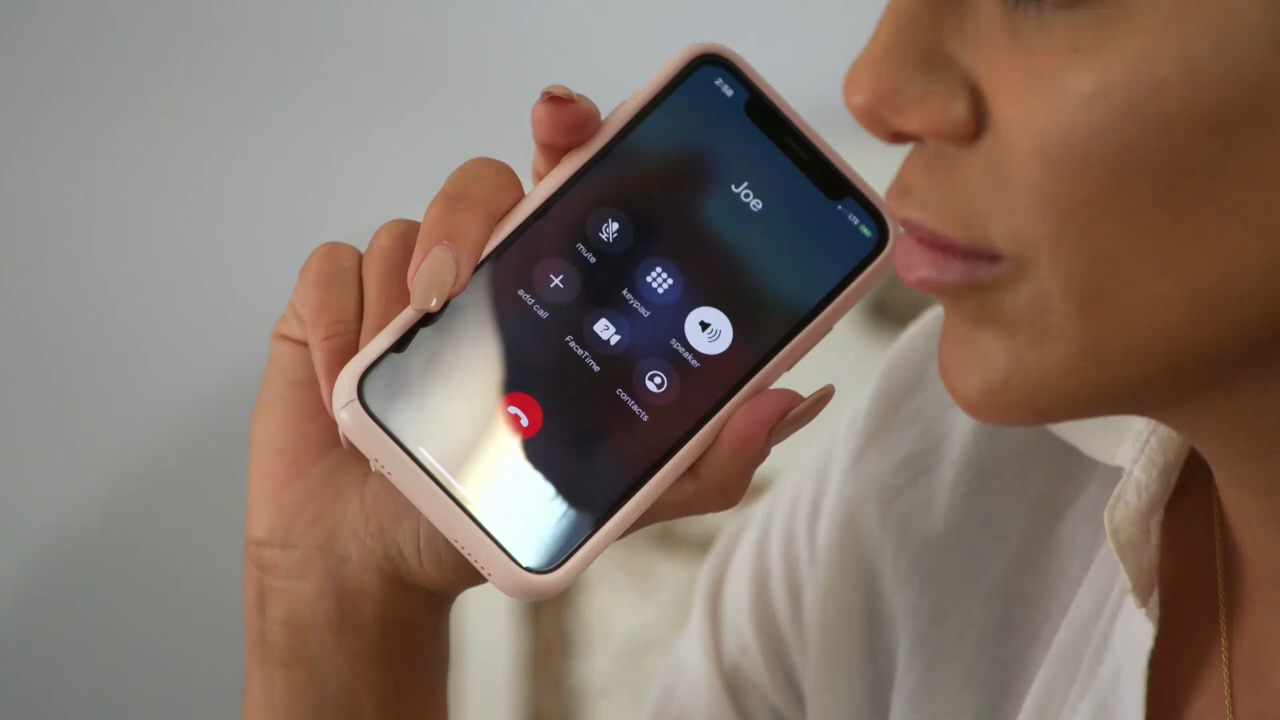 2:58
LTE
Joe
mute
keypad
speaker
add call
FaceTime
contacts